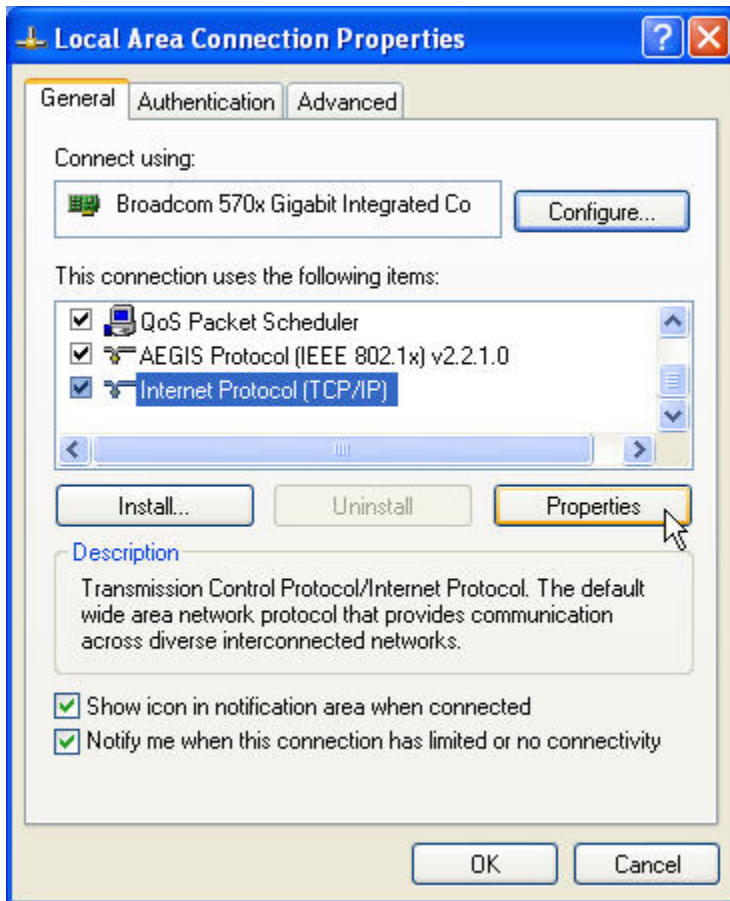 Local Area Connection Properties
General
Authentication
Advanced
Connect using:
Broadcom 570x Gigabit Integrated Co
Configure...
This connection uses the following items:
QoS Packet Scheduler
AEGIS Protocol (IEEE 802.1x) v2.2.1.0
Internet Protocol (TCP/IP)
Install...
Uninstall
Properties
Description
Transmission Control Protocol/Internet Protocol. The default
wide area network protocol that provides communication
across diverse interconnected networks.
Show icon in notification area when connected
Notify me when this connection has limited or no connectivity
OK
Cancel